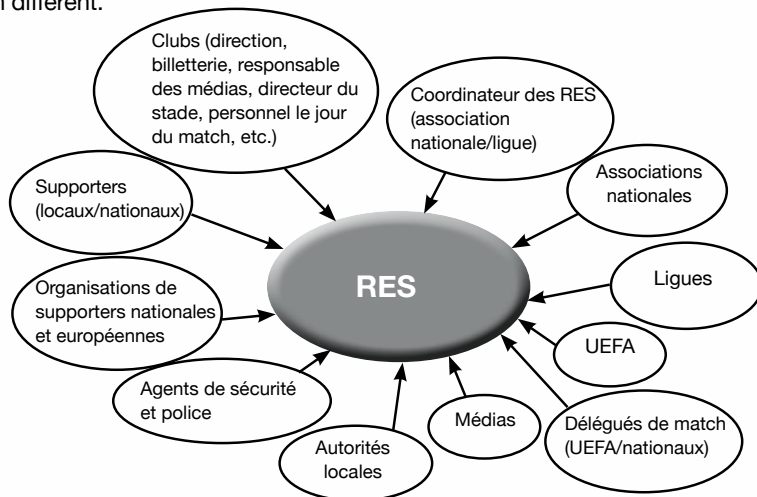 différent.
Clubs (direction,
billetterie, responsable
des médias, directeur du
stade, personnel le jour
du match, etc.)
Coordinateur des RES
(association
nationale/ligue)
Supporters
(locaux/nationaux)
Associations
nationales
RES
Ligues
Organisations de
supporters nationales
et européennes
UEFA
Agents de sécurité
et police
Médias
Délégués de match
(UEFA/nationaux)
Autorités
locales